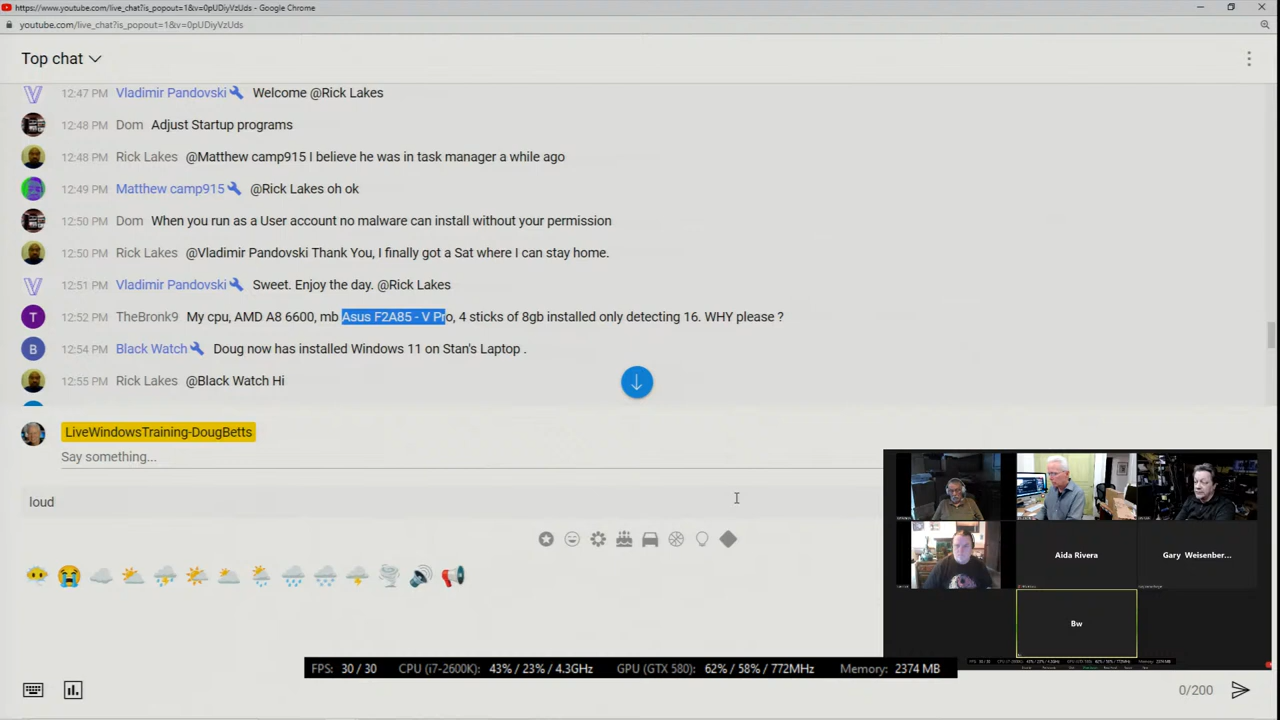 https://www.youtube.com/live_chat?is_popout=1&v=0pUDiyVzUds - Google Chrome
youtube.com/live_chat?is_popout=1&v=0pUDiyVzUds
Top chat
12:47 PM Vladimir Pandovski Welcome @Rick Lakes
12:48 PM Dom Adjust Startup programs
12:48 PM Rick Lakes @Matthew camp915 I believe he was in task manager a while ago
12:49 PM Matthew camp915 @Rick Lakes oh ok
12:50 PM Dom When you run as a User account no malware can install without your permission
12:50 PM Rick Lakes @Vladimir Pandovski Thank You, I finally got a Sat where I can stay home.
12:51 PM Vladimir Pandovski Sweet. Enjoy the day. @Rick Lakes
T 12:52 PM TheBronk9 My cpu, AMD A8 6600, mb Asus F2A85 - V Pro, 4 sticks of 8gb installed only detecting 16. WHY please ?
B 12:54 PM Black Watch Doug now has installed Windows 11 on Stan's Laptop .
12:55 PM Rick Lakes @Black Watch Hi
LiveWindowsTraining-DougBetts
Say something...
loud
Aida Rivera
Gary Weisenber...
Bw
FPS: 30 / 30 CPU (i7-2600K): 43% / 23% / 4.3GHz GPU (GTX 580): 62% / 58% / 772MHz Memory: 2374 MB
0/200